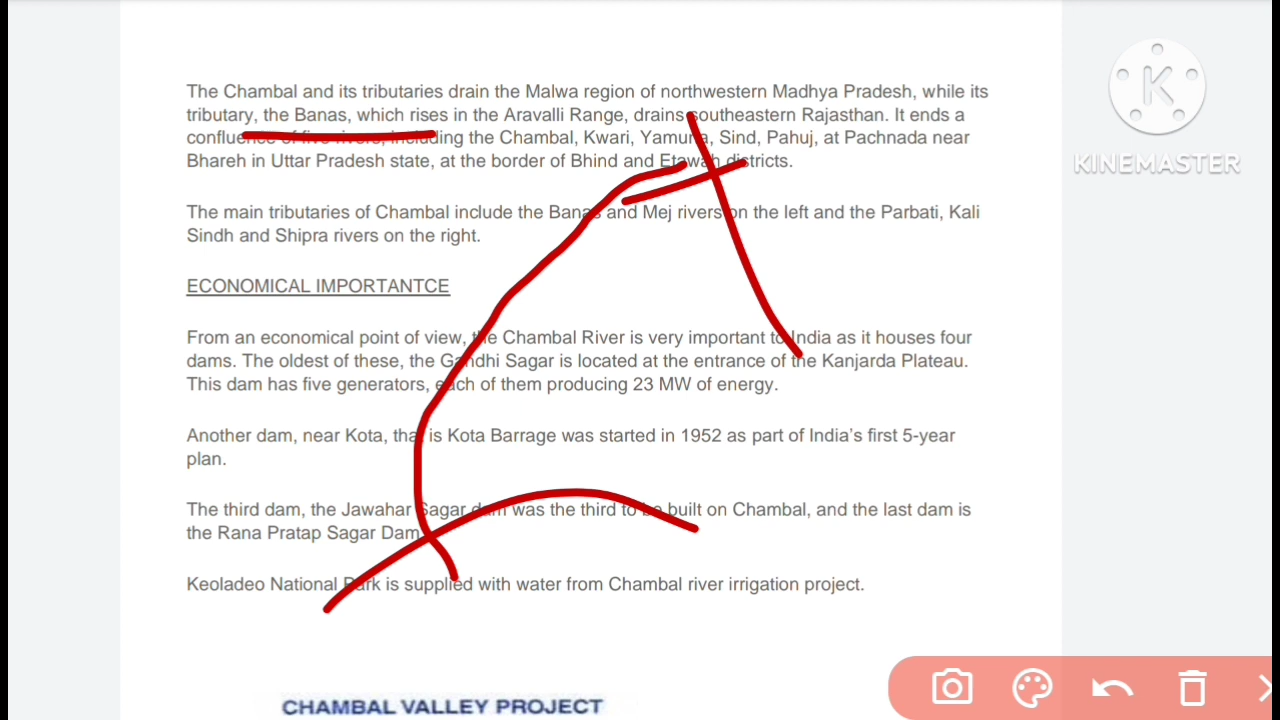 The Chambal and its tributaries drain the Malwa region of northwestern Madhya Pradesh, while its
tributary, the Banas, which rises in the Aravalli Range, drains southeastern Rajasthan. It ends a
confluence of five rivers, including the Chambal, Kwari, Yamuna, Sind, Pahuj, at Pachnada near
Bhareh in Uttar Pradesh state, at the border of Bhind and Etawah districts.
The main tributaries of Chambal include the Banas and Mej rivers on the left and the Parbati, Kali
Sindh and Shipra rivers on the right.
ECONOMICAL IMPORTANTCE
From an economical point of view, the Chambal River is very important to India as it houses four
dams. The oldest of these, the Gandhi Sagar is located at the entrance of the Kanjarda Plateau.
This dam has five generators, each of them producing 23 MW of energy.
Another dam, near Kota, that is Kota Barrage was started in 1952 as part of India's first 5-year
plan.
The third dam, the Jawahar Sagar dam was the third to be built on Chambal, and the last dam is
the Rana Pratap Sagar Dam
Keoladeo National Park is supplied with water from Chambal river irrigation project.
CHAMBAL VALLEY PROJECT
K
KINEMASTER